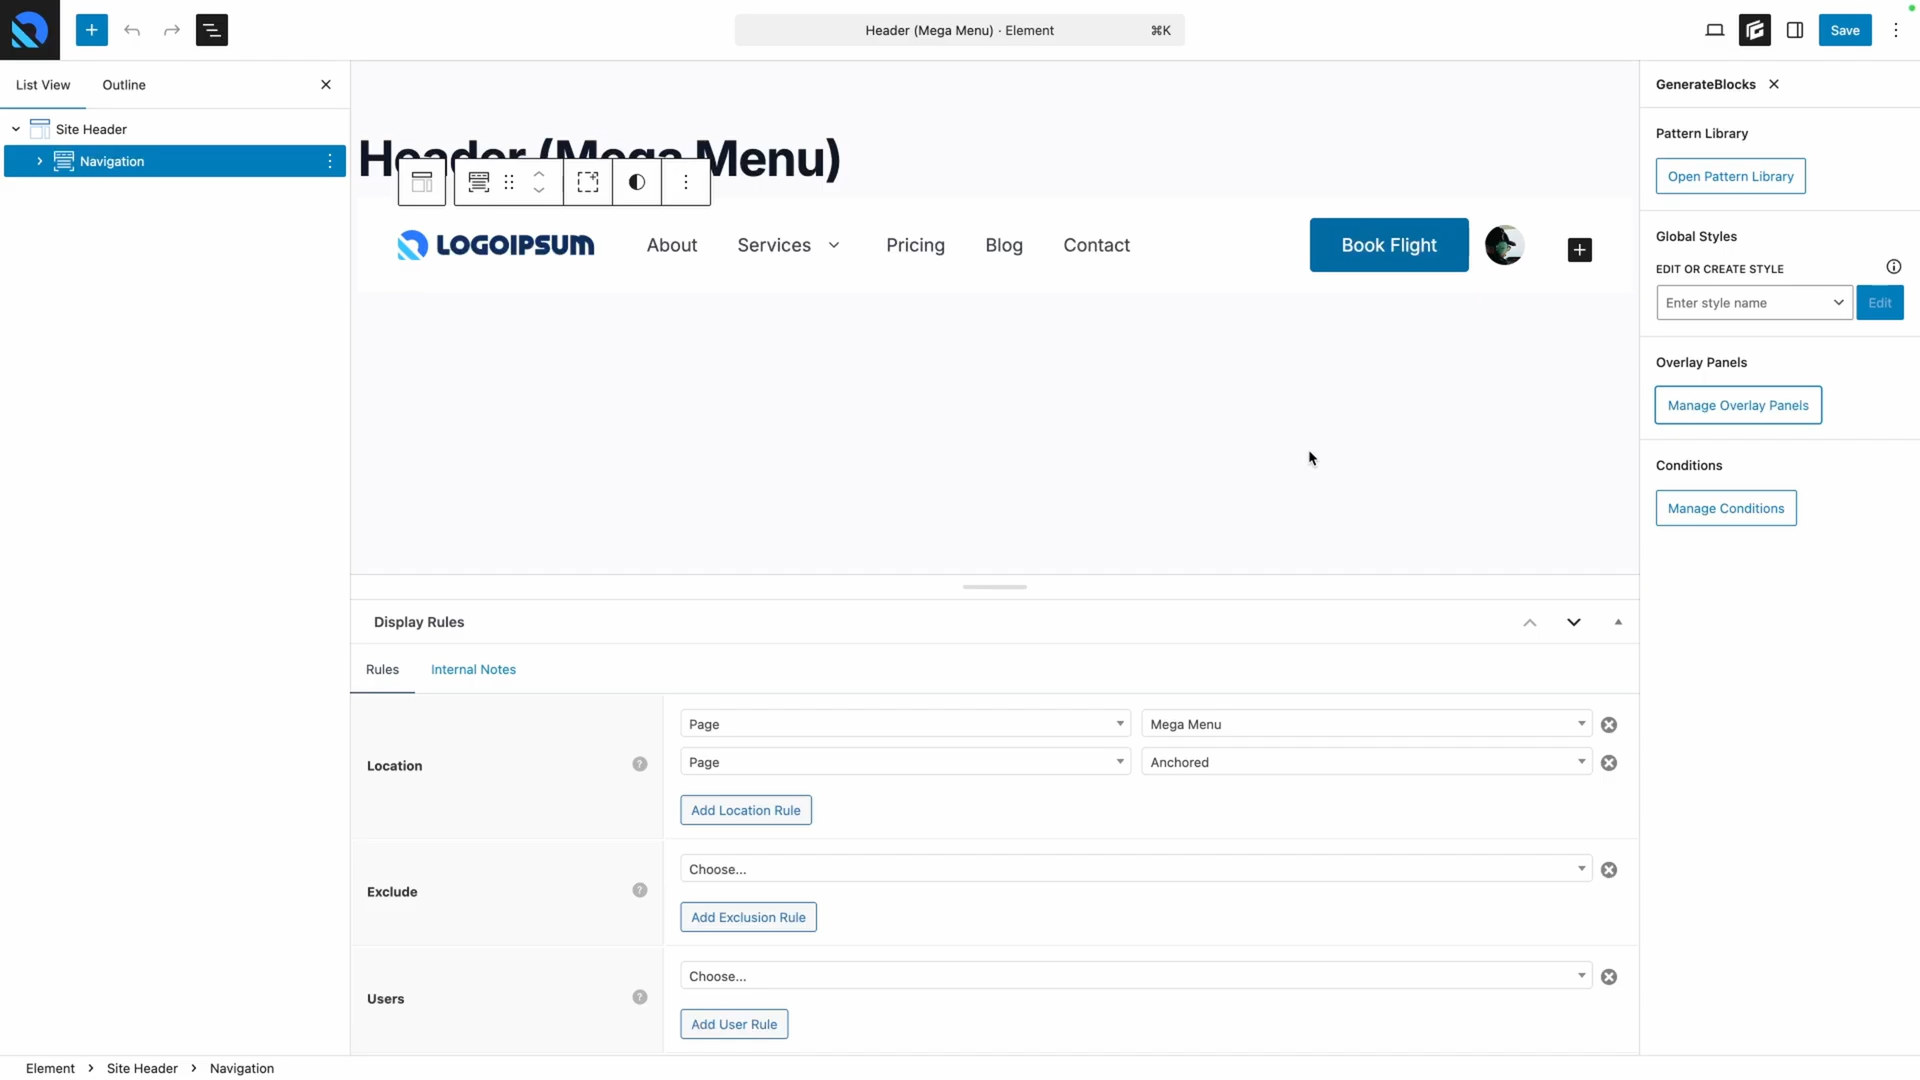 Header (Mega Menu) · Element
⌘K
Save
List View
Outline
Site Header
Navigation
Header (Mega Menu)
LOGOIPSUM
About
Services
Pricing
Blog
Contact
Book Flight
GenerateBlocks
Pattern Library
Open Pattern Library
Global Styles
EDIT OR CREATE STYLE
Enter style name
Edit
Overlay Panels
Manage Overlay Panels
Conditions
Manage Conditions
Display Rules
Rules
Internal Notes
Location
Page
Mega Menu
Page
Anchored
Add Location Rule
Exclude
Choose...
Add Exclusion Rule
Users
Choose...
Add User Rule
Element
Site Header
Navigation